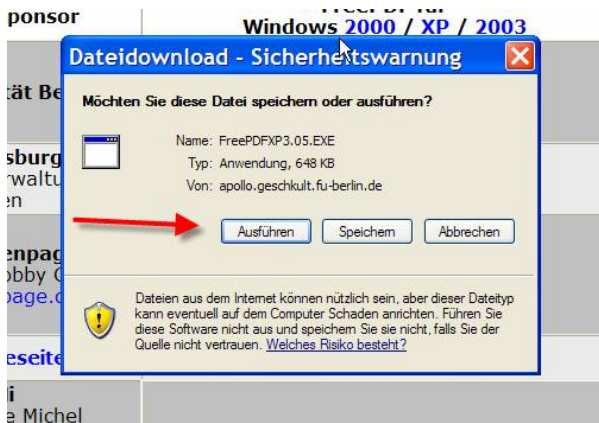 ponsor
Windows 2000 / XP / 2003
Dateidownload - Sicherheitswarnung
tät Be
Möchten Sie diese Datei speichern oder ausführen?
sburg
Name: FreePDFXP3.05.EXE
rwaltu
Typ: Anwendung, 648 KB
en
Von: apollo.geschkult.fu-berlin.de
Ausführen Speichern Abbrechen
enpag
obby
page.
Dateien aus dem Internet können nützlich sein, aber dieser Dateityp
kann eventuell auf dem Computer Schaden anrichten. Führen Sie
diese Software nicht aus und speichern Sie sie nicht, falls Sie der
Quelle nicht vertrauen. Welches Risiko besteht?
eseite
i
e Michel